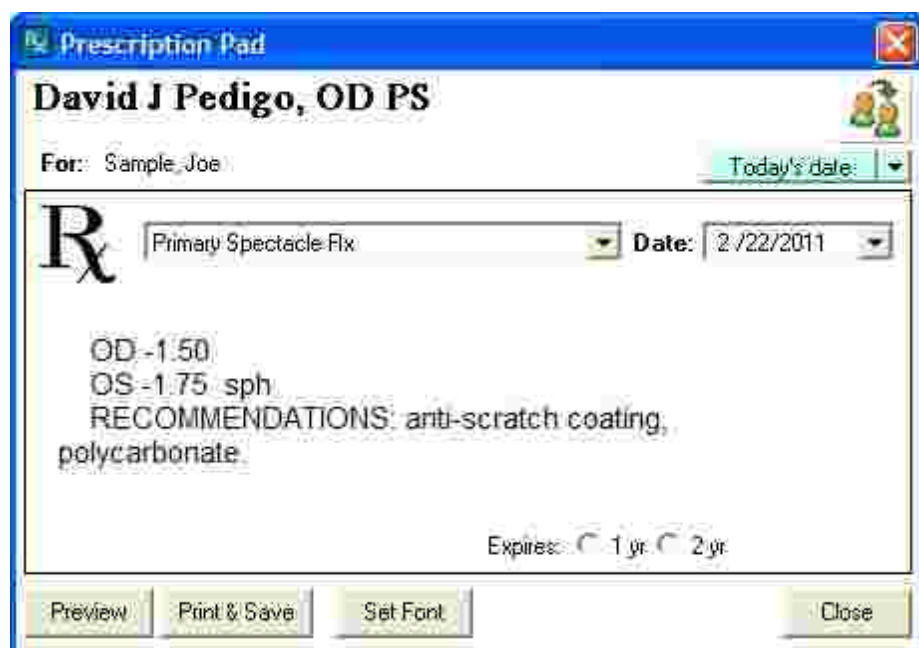 Prescription Pad
David J Pedigo, OD PS
For: Sample, Joe
Today's date:
Rx Primary Spectacle Rx Date: 2/22/2011
OD -1.50
OS -1.75 sph
RECOMMENDATIONS: anti-scratch coating,
polycarbonate.
Expires: 1 yr 2 yr
Preview Print & Save Set Font Close